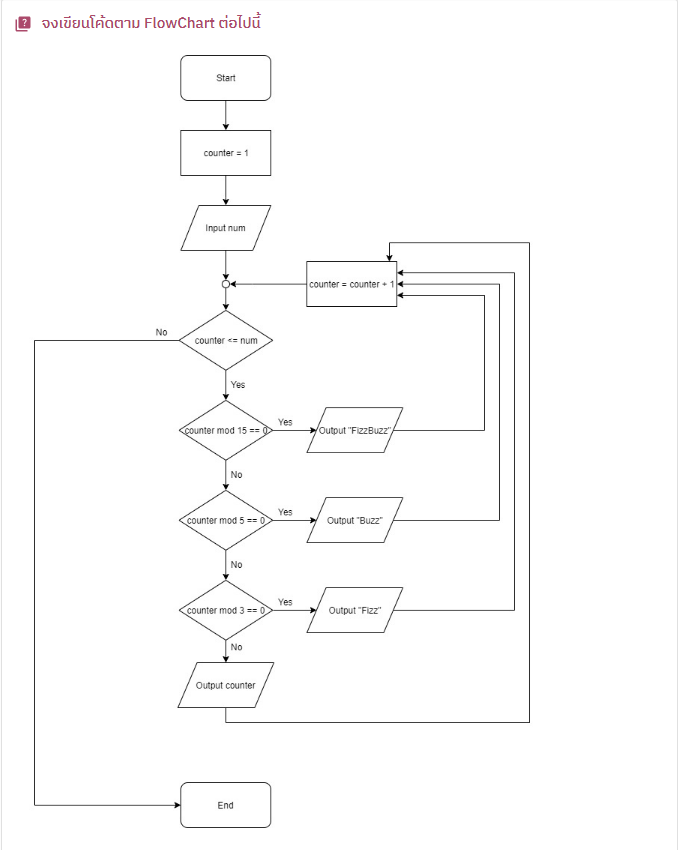 จงเขียนโค้ดตาม FlowChart ต่อไปนี้
Start
counter = 1
Input num
counter = counter + 1
No
counter <= num
Yes
counter mod 15 == 0
Yes
Output "FizzBuzz"
No
counter mod 5 == 0
Yes
Output "Buzz"
No
counter mod 3 == 0
Yes
Output "Fizz"
No
Output counter
End